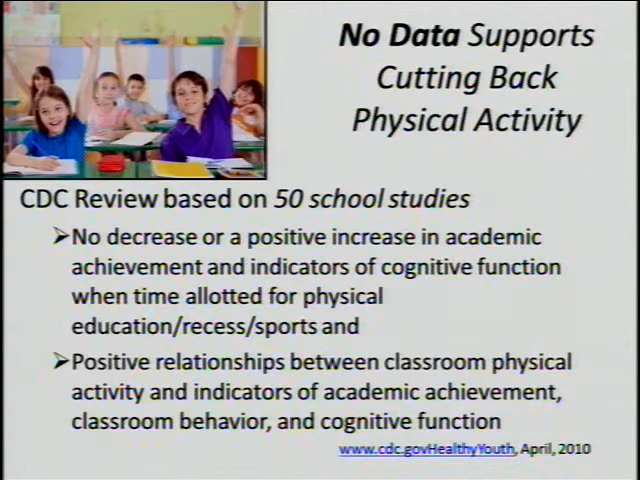 No Data Supports
Cutting Back
Physical Activity
CDC Review based on 50 school studies
➢No decrease or a positive increase in academic
achievement and indicators of cognitive function
when time allotted for physical
education/recess/sports and
➢Positive relationships between classroom physical
activity and indicators of academic achievement,
classroom behavior, and cognitive function
www.cdc.govHealthyYouth, April, 2010